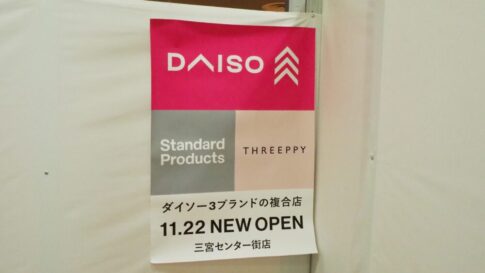 DAISO
Standard
Products
THREEPPY
ダイソー3ブランドの複合店
11.22 NEW OPEN
三宮センター街店